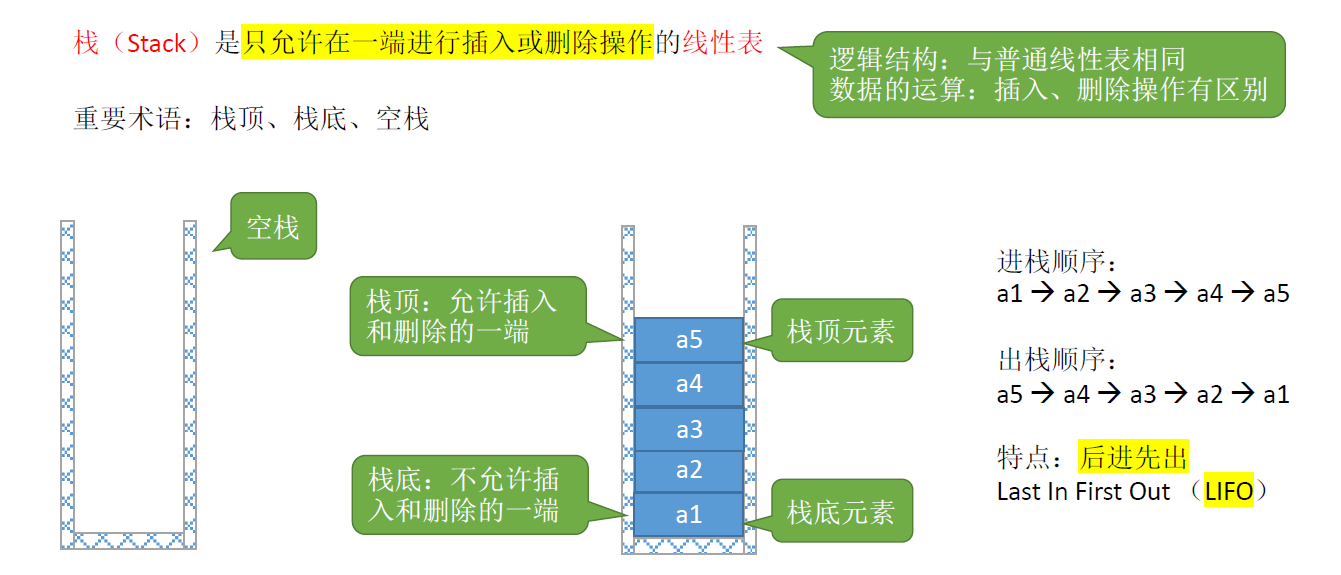 栈（Stack）是只允许在一端进行插入或删除操作的线性表
逻辑结构：与普通线性表相同
数据的运算：插入、删除操作有区别
重要术语：栈顶、栈底、空栈
空栈
栈顶：允许插入
和删除的一端
栈底：不允许插
入和删除的一端
a5
a4
a3
a2
a1
栈顶元素
栈底元素
进栈顺序：
a1 → a2 → a3 → a4 → a5
出栈顺序：
a5 → a4 → a3 → a2 → a1
特点：后进先出
Last In First Out （LIFO）